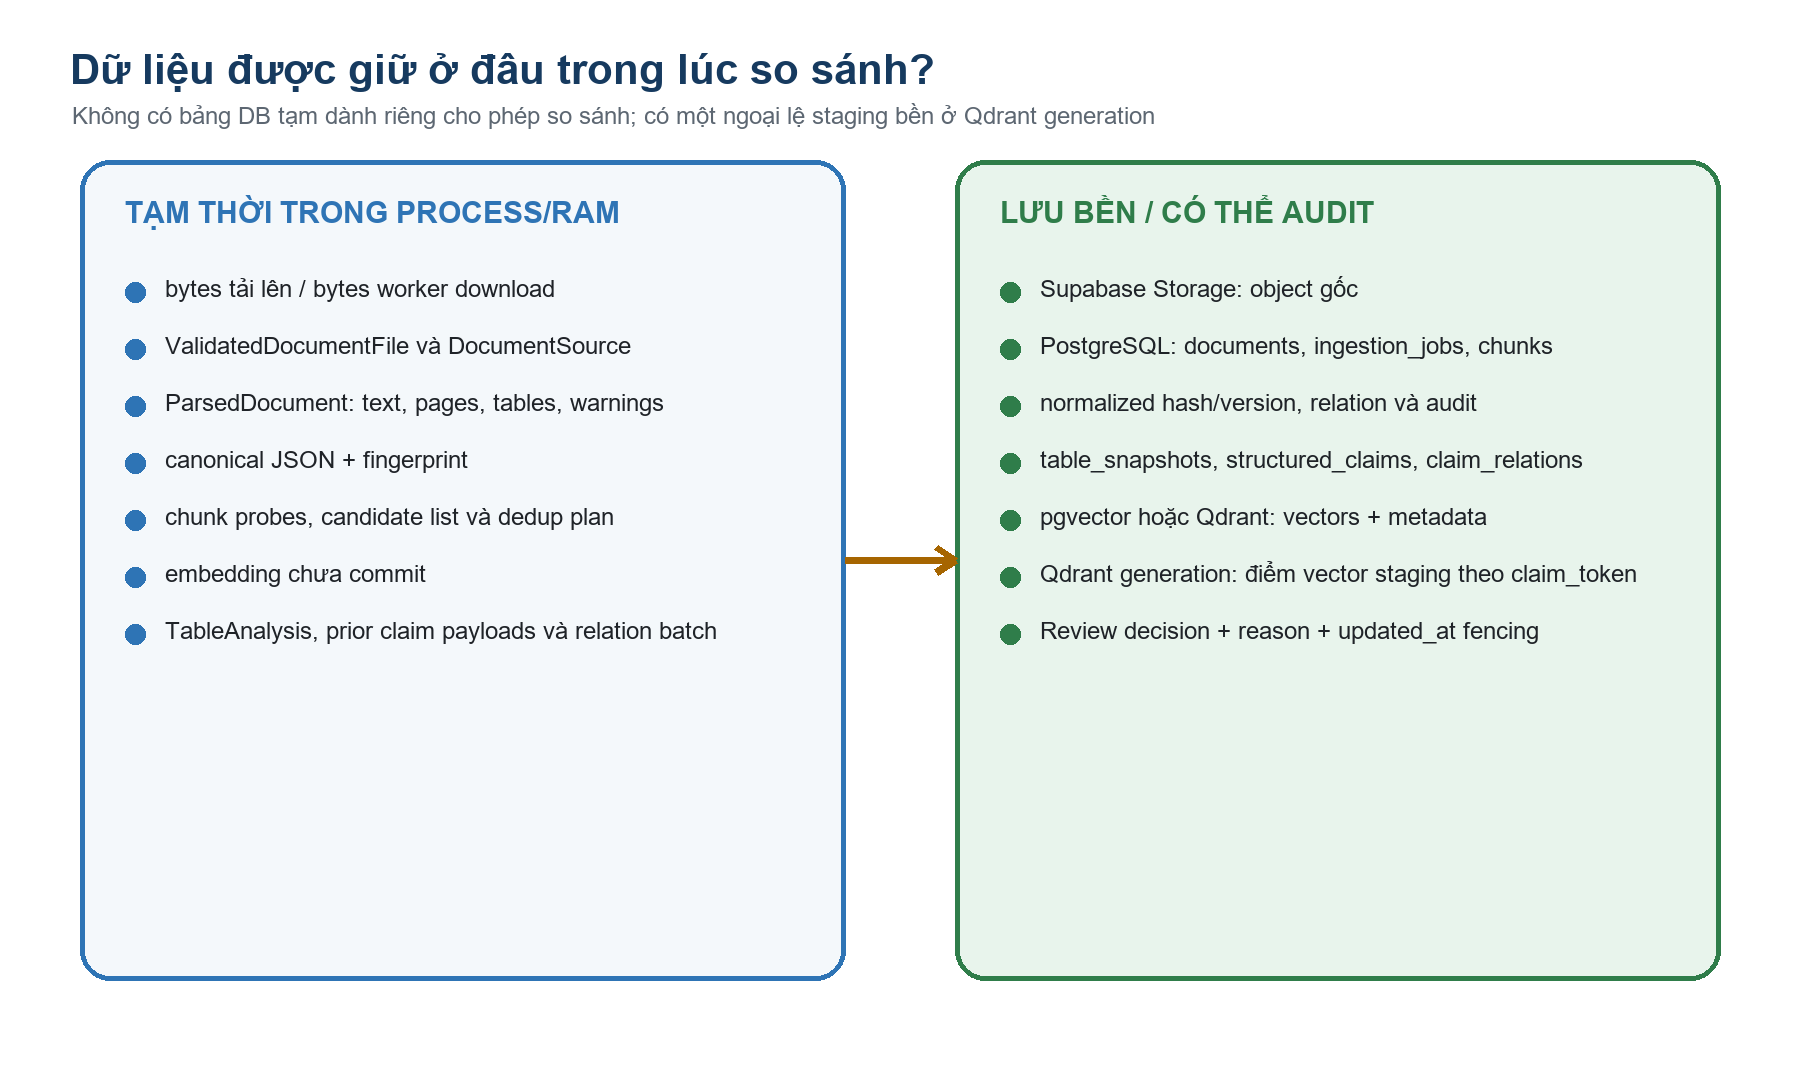 Dữ liệu được giữ ở đâu trong lúc so sánh?
Không có bảng DB tạm dành riêng cho phép so sánh; có một ngoại lệ staging bền ở Qdrant generation
TẠM THỜI TRONG PROCESS/RAM
bytes tải lên / bytes worker download
ValidatedDocumentFile và DocumentSource
ParsedDocument: text, pages, tables, warnings
canonical JSON + fingerprint
chunk probes, candidate list và dedup plan
embedding chưa commit
TableAnalysis, prior claim payloads và relation batch
LƯU BỀN / CÓ THỂ AUDIT
Supabase Storage: object gốc
PostgreSQL: documents, ingestion_jobs, chunks
normalized hash/version, relation và audit
table_snapshots, structured_claims, claim_relations
pgvector hoặc Qdrant: vectors + metadata
Qdrant generation: điểm vector staging theo claim_token
Review decision + reason + updated_at fencing